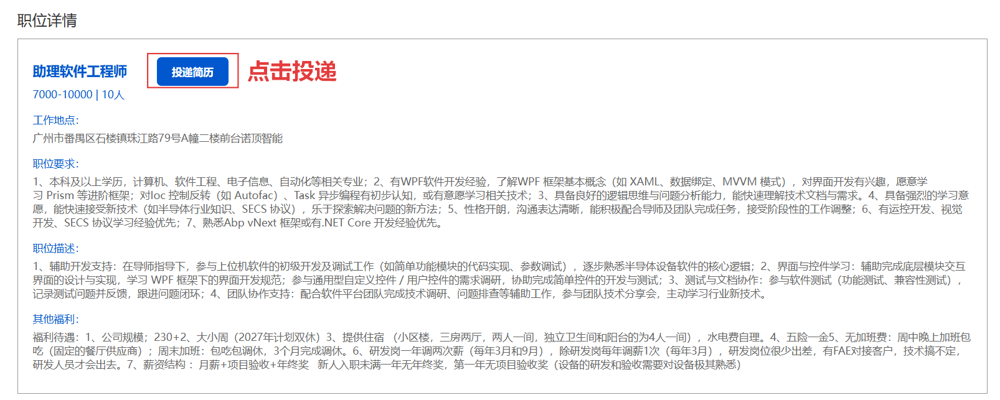 职位详情
助理软件工程师
投递简历
点击投递
7000-10000 | 10人
工作地点：
广州市番禺区石楼镇珠江路79号A幢二楼前台诺顶智能
职位要求：
1、本科及以上学历，计算机、软件工程、电子信息、自动化等相关专业；2、有WPF软件开发经验，了解WPF 框架基本概念（如 XAML、数据绑定、MVVM 模式），对界面开发有兴趣，愿意学
习 Prism 等进阶框架；对Ioc 控制反转（如 Autofac）、Task 异步编程有初步认知，或有意愿学习相关技术；3、具备良好的逻辑思维与问题分析能力，能快速理解技术文档与需求。4、具备强烈的学习意
愿，能快速接受新技术（如半导体行业知识、SECS 协议），乐于探索解决问题的新方法；5、性格开朗，沟通表达清晰，能积极配合导师及团队完成任务，接受阶段性的工作调整；6、有运控开发、视觉
开发、SECS 协议学习经验优先；7、熟悉Abp vNext 框架或有.NET Core 开发经验优先。
职位描述：
1、辅助开发支持：在导师指导下，参与上位机软件的初级开发及调试工作（如简单功能模块的代码实现、参数调试），逐步熟悉半导体设备软件的核心逻辑；2、界面与控件学习：辅助完成底层模块交互
界面的设计与实现，学习 WPF 框架下的界面开发规范；参与通用型自定义控件 / 用户控件的需求调研，协助完成简单控件的开发与测试；3、测试与文档协作：参与软件测试（功能测试、兼容性测试），
记录测试问题并反馈，跟进问题闭环；4、团队协作支持：配合软件平台团队完成技术调研、问题排查等辅助工作，参与团队技术分享会，主动学习行业新技术。
其他福利：
福利待遇：1、公司规模；230+2、大小周（2027年计划双休）3、提供住宿 （小区楼，三房两厅，两人一间，独立卫生间和阳台的为4人一间），水电费自理。4、五险一金5、无加班费：周中晚上加班包
吃（固定的餐厅供应商）；周末加班：包吃包调休，3个月完成调休。6、研发岗一年调两次薪（每年3月和9月），除研发岗每年调薪1次（每年3月），研发岗位很少出差，有FAE对接客户，技术搞不定，
研发人员才会出去。7、薪资结构 ：月薪+项目验收+年终奖 新人入职未满一年无年终奖，第一年无项目验收奖（设备的研发和验收需要对设备极其熟悉）